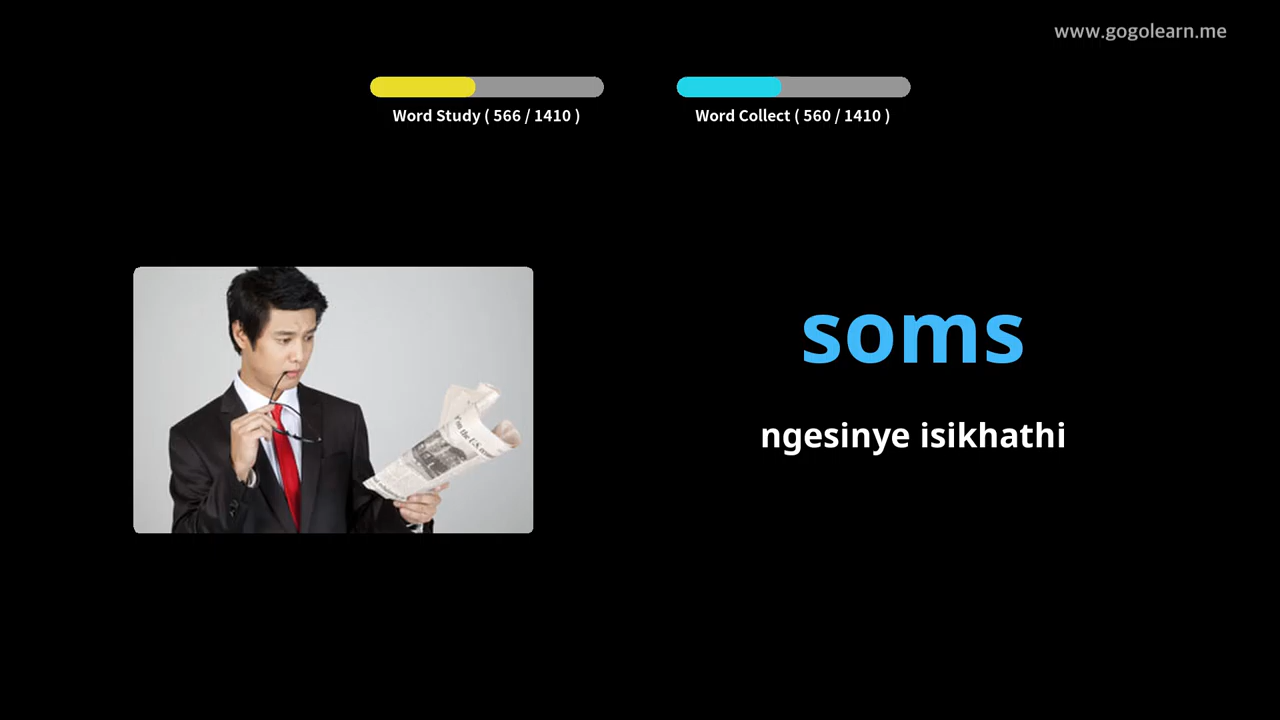 www.gogolearn.me
Word Study ( 566 / 1410 )
Word Collect ( 560 / 1410 )
soms
ngesinye isikhathi